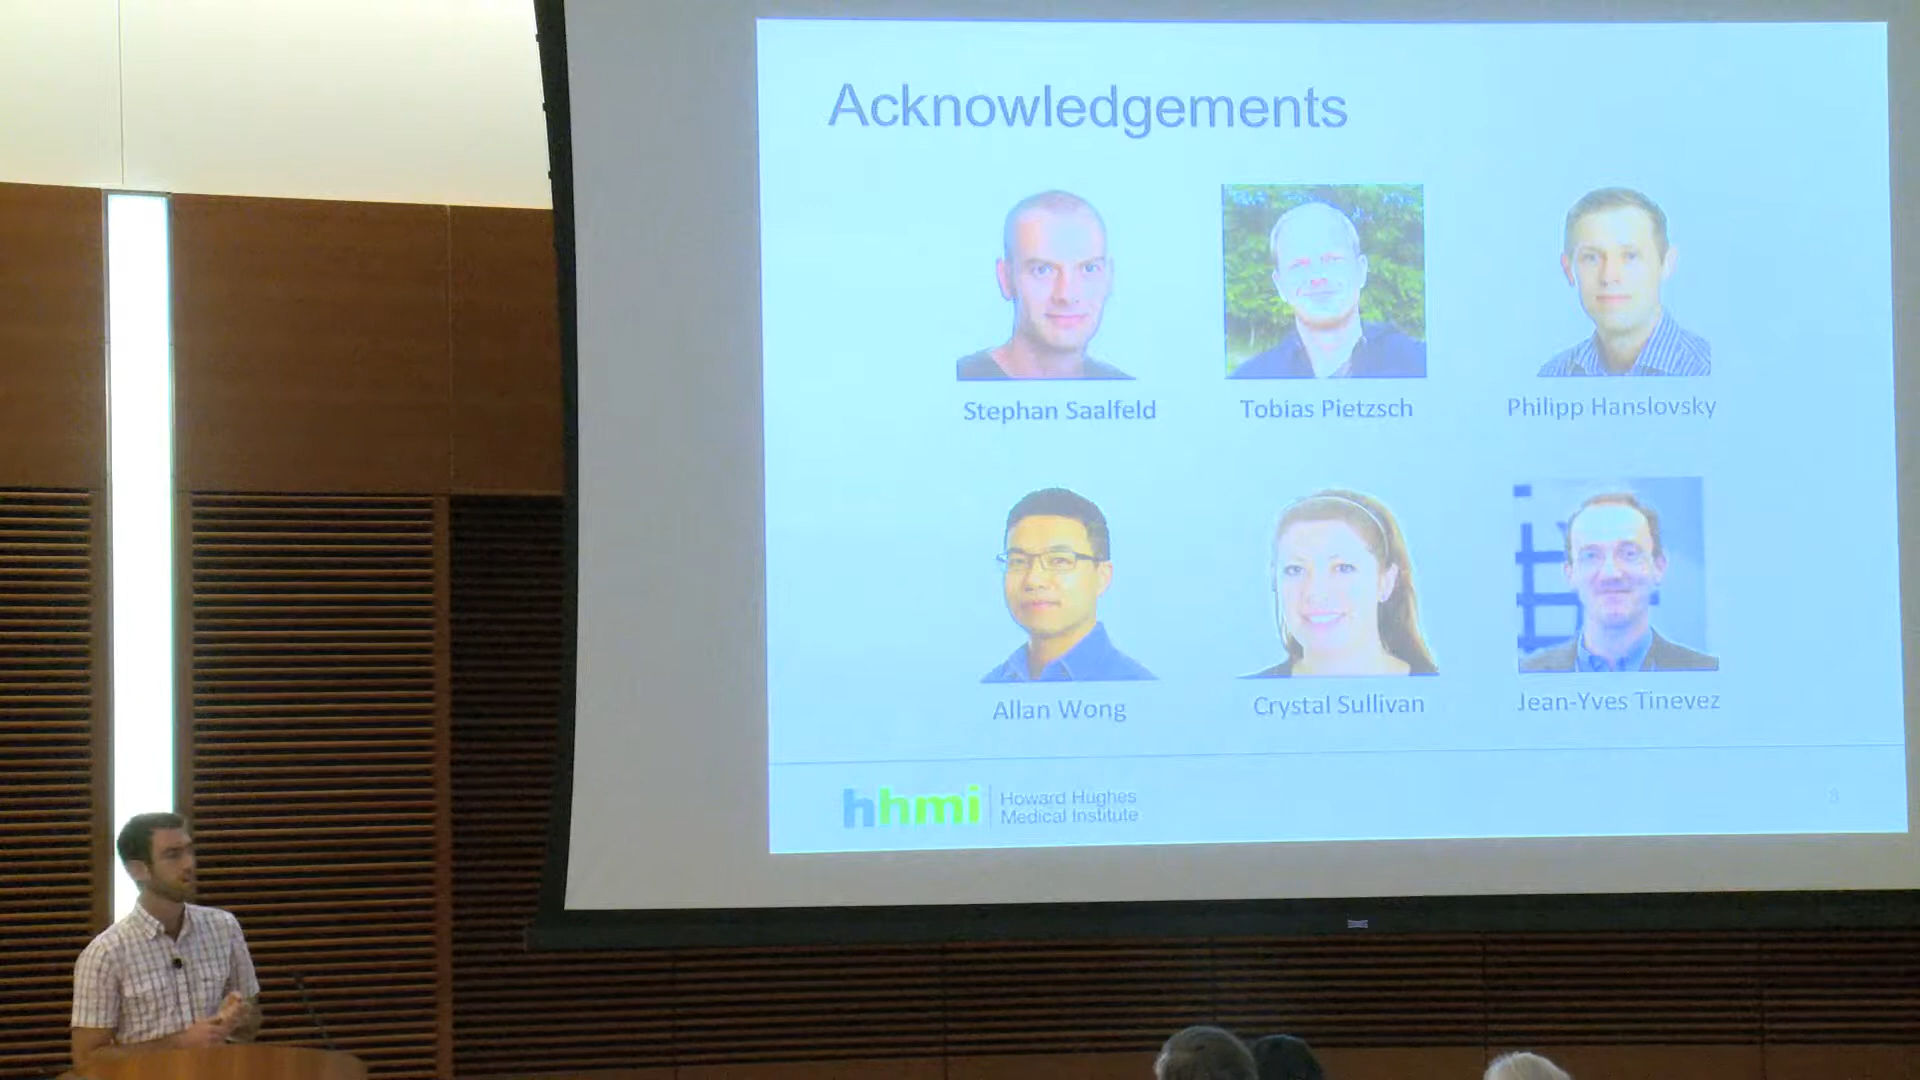 Acknowledgements
Stephan Saalfeld
Tobias Pietzsch
Philipp Hanslovsky
Allan Wong
Crystal Sullivan
Jean-Yves Tinevez
hhmi
Howard Hughes
Medical Institute